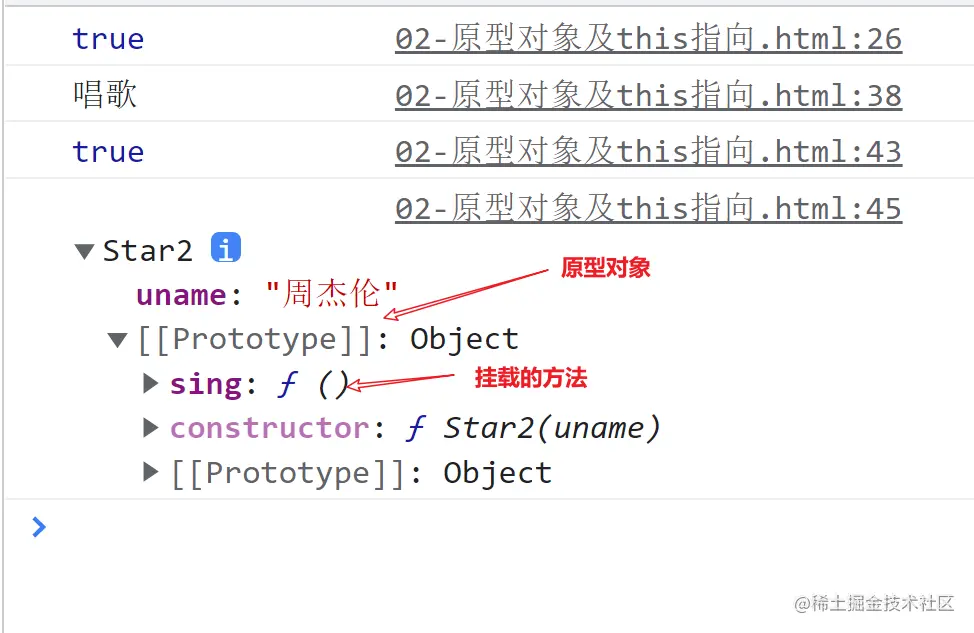 true 02-原型对象及this指向.html:26
唱歌 02-原型对象及this指向.html:38
true 02-原型对象及this指向.html:43
02-原型对象及this指向.html:45
Star2 i
原型对象
uname: "周杰伦"
[[Prototype]]: Object
sing: ƒ () 挂载的方法
constructor: ƒ Star2(uname)
[[Prototype]]: Object
@稀土掘金技术社区